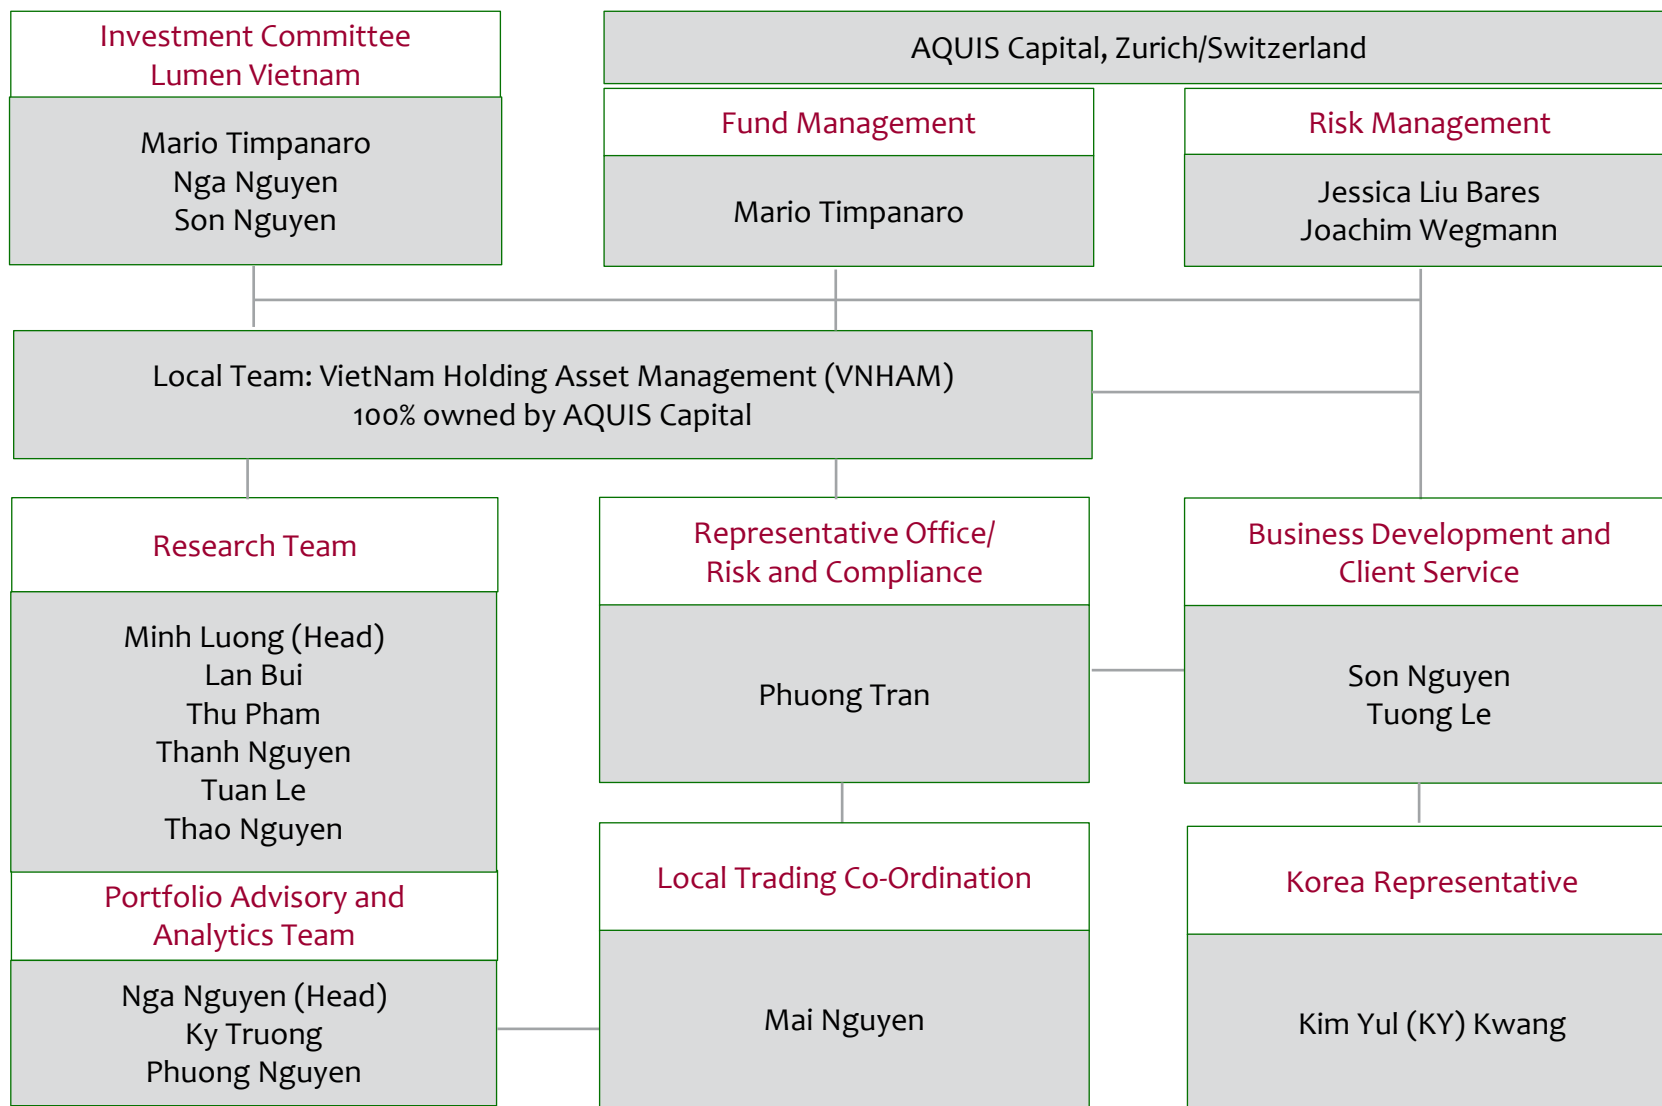 Investment Committee
Lumen Vietnam
Mario Timpanaro
Nga Nguyen
Son Nguyen
AQUIS Capital, Zurich/Switzerland
Fund Management
Mario Timpanaro
Risk Management
Jessica Liu Bares
Joachim Wegmann
Local Team: VietNam Holding Asset Management (VNHAM)
100% owned by AQUIS Capital
Research Team
Minh Luong (Head)
Lan Bui
Thu Pham
Thanh Nguyen
Tuan Le
Thao Nguyen
Portfolio Advisory and
Analytics Team
Nga Nguyen (Head)
Ky Truong
Phuong Nguyen
Representative Office/
Risk and Compliance
Phuong Tran
Local Trading Co-Ordination
Mai Nguyen
Business Development and
Client Service
Son Nguyen
Tuong Le
Korea Representative
Kim Yul (KY) Kwang